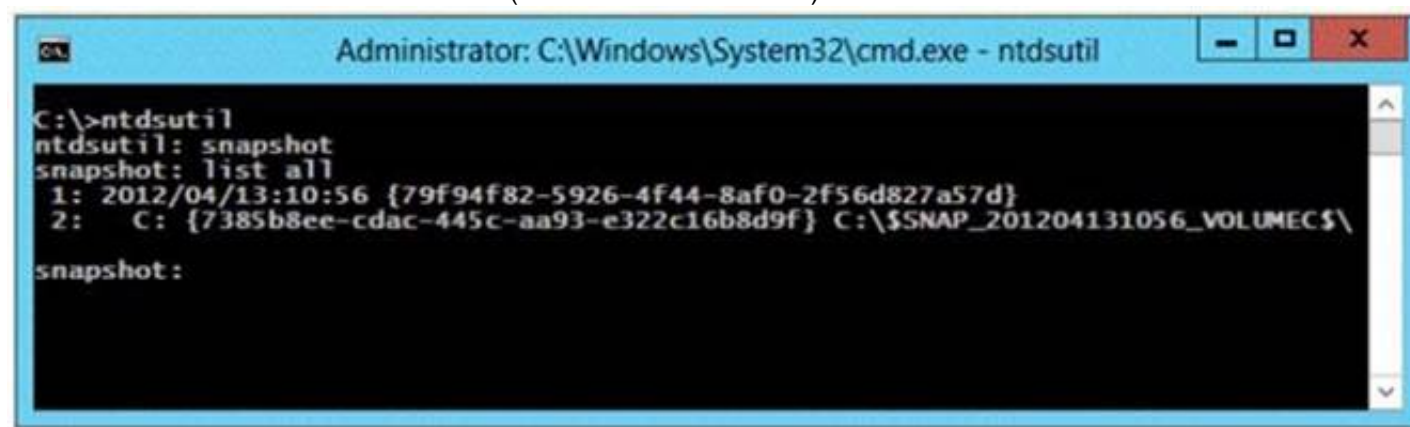 Administrator: C:\Windows\System32\cmd.exe - ntdsutil
C:\>ntdsutil
ntdsutil: snapshot
snapshot: list all
1: 2012/04/13:10:56 {79f94f82-5926-4f44-8af0-2f56d827a57d}
2: C: {7385b8ee-cdac-445c-aa93-e322c16b8d9f} C:\$SNAP_201204131056_VOLUMEC$\
snapshot: